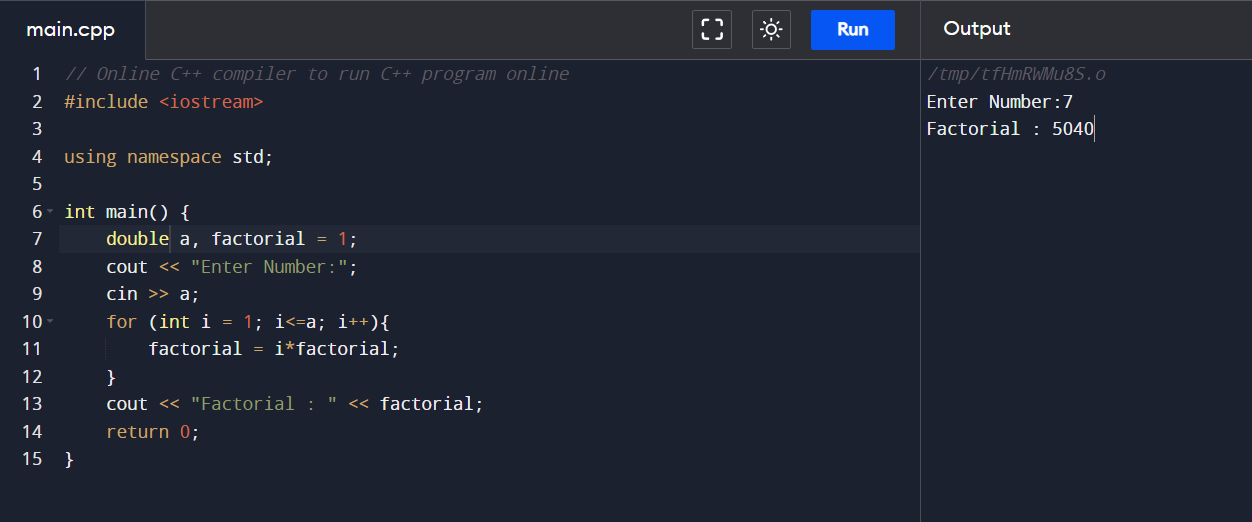 main.cpp
Run
Output
1 // Online C++ compiler to run C++ program online
2 #include <iostream>
3
4 using namespace std;
5
6 int main() {
7     double a, factorial = 1;
8     cout << "Enter Number:";
9     cin >> a;
10     for (int i = 1; i<=a; i++){
11         factorial = i*factorial;
12     }
13     cout << "Factorial : " << factorial;
14     return 0;
15 }
/tmp/tfHmRWMu8S.o
Enter Number:7
Factorial : 5040